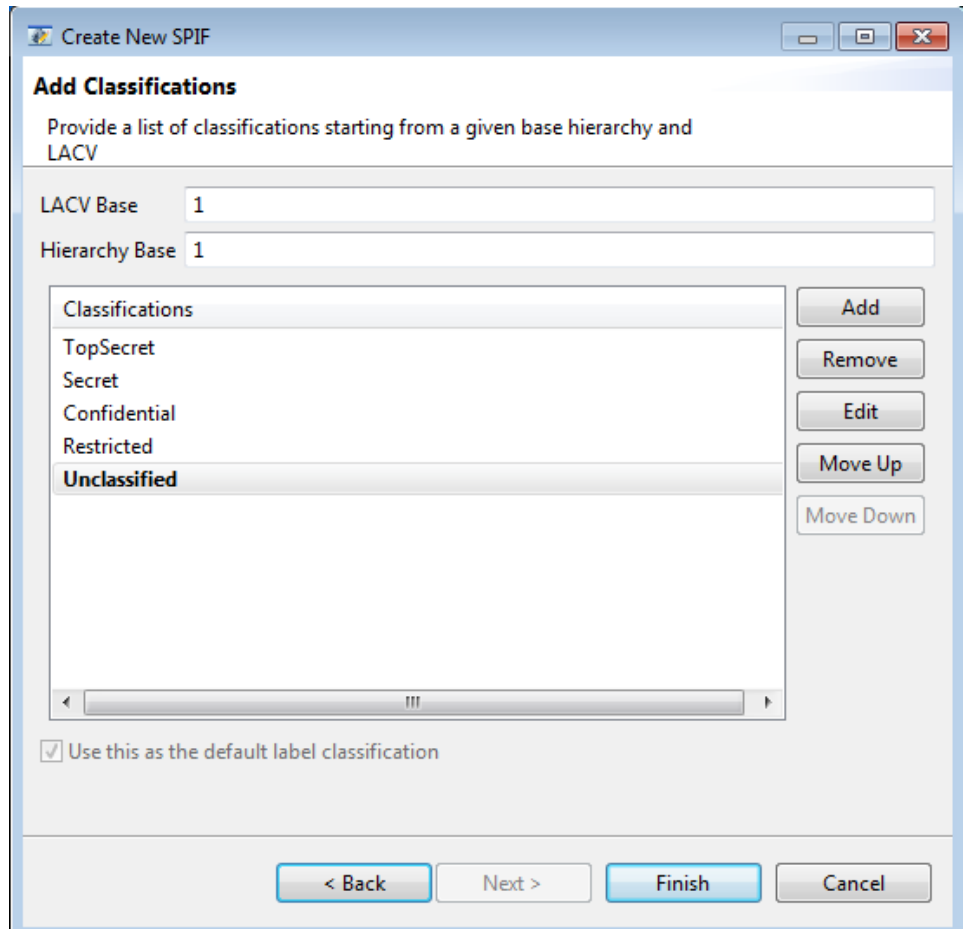 Create New SPIF
Add Classifications
Provide a list of classifications starting from a given base hierarchy and
LACV
LACV Base 1
Hierarchy Base 1
Classifications
TopSecret
Secret
Confidential
Restricted
Unclassified
Add
Remove
Edit
Move Up
Move Down
Use this as the default label classification
< Back
Next >
Finish
Cancel